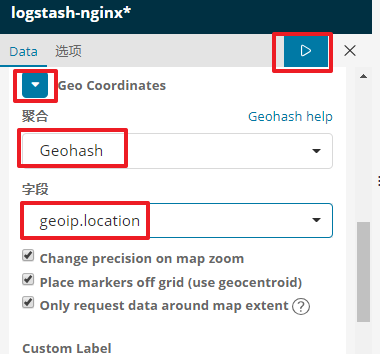 logstash-nginx*
Data 选项
Geo Coordinates
聚合 Geohash help
Geohash
字段
geoip.location
Change precision on map zoom
Place markers off grid (use geocentroid)
Only request data around map extent ?
Custom Label